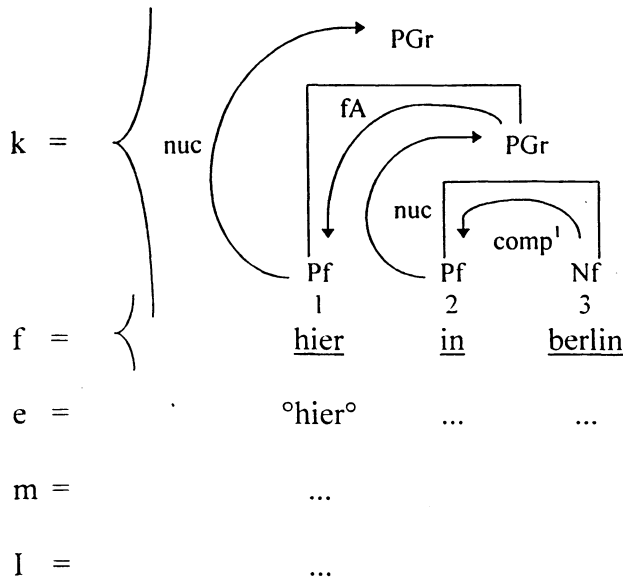 PGr
fA
k = nuc PGr
nuc comp¹
Pf Pf Nf
1 2 3
f = hier in berlin
e = °hier° ... ...
m = ...
I = ...